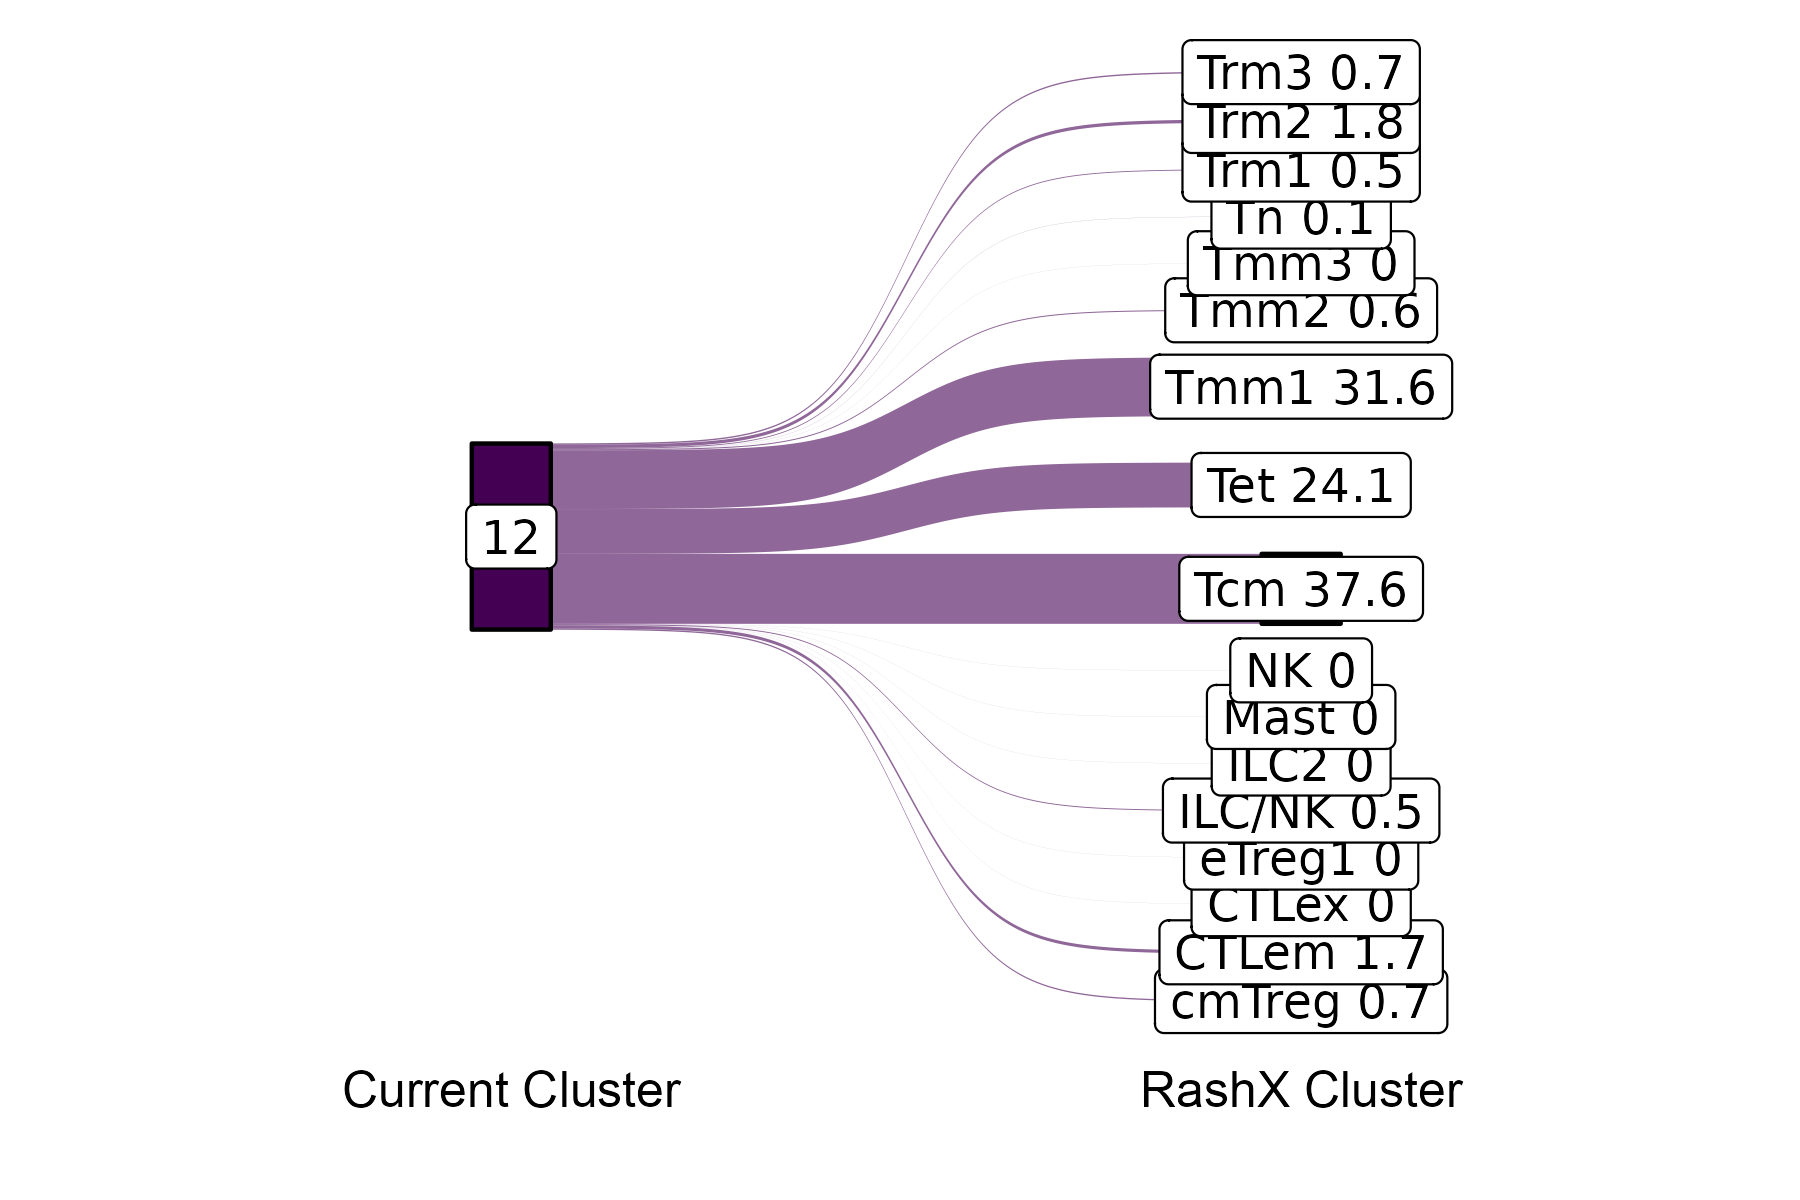 Trm3 0.7
Trm2 1.8
Trm1 0.5
Tn 0.1
Tmm3 0
Tmm2 0.6
Tmm1 31.6
Tet 24.1
12
Tcm 37.6
NK 0
Mast 0
ILC2 0
ILC/NK 0.5
eTreg1 0
CTLex 0
CTLem 1.7
cmTreg 0.7
Current Cluster
RashX Cluster